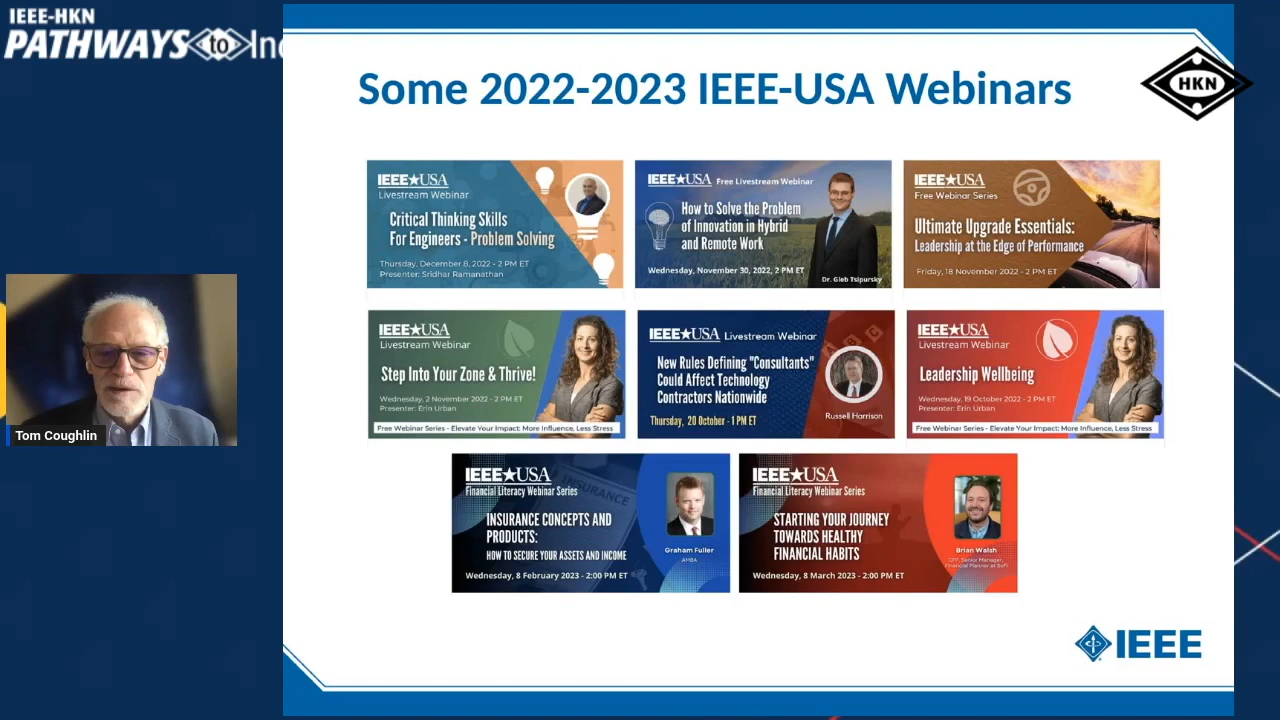 IEEE-HKN
PATHWAYS to Ind
Some 2022-2023 IEEE-USA Webinars
HKN
IEEE★USA
Livestream Webinar
Critical Thinking Skills
For Engineers - Problem Solving
Thursday, December 8, 2022 - 2 PM ET
Presenter: Sridhar Ramanathan
IEEE★USA Free Livestream Webinar
How to Solve the Problem
of Innovation in Hybrid
and Remote Work
Wednesday, November 30, 2022, 2 PM ET
Dr. Gleb Tsipursky
IEEE★USA
Free Webinar Series
Ultimate Upgrade Essentials:
Leadership at the Edge of Performance
Friday, 18 November 2022 - 2 PM ET
IEEE★USA
Livestream Webinar
Step Into Your Zone & Thrive!
Wednesday, 2 November 2022 - 2 PM ET
Presenter: Erin Urban
Free Webinar Series - Elevate Your Impact: More Influence, Less Stress
IEEE★USA Livestream Webinar
New Rules Defining "Consultants"
Could Affect Technology
Contractors Nationwide
Thursday, 20 October - 1 PM ET
Russell Harrison
IEEE★USA
Livestream Webinar
Leadership Wellbeing
Wednesday, 19 October 2022 - 2 PM ET
Presenter: Erin Urban
Free Webinar Series - Elevate Your Impact: More Influence, Less Stress
Tom Coughlin
IEEE★USA
Financial Literacy Webinar Series
INSURANCE CONCEPTS AND
PRODUCTS:
HOW TO SECURE YOUR ASSETS AND INCOME
Wednesday, 8 February 2023 - 2:00 PM ET
INSURANCE
Graham Fuller
AMBA
IEEE★USA
Financial Literacy Webinar Series
STARTING YOUR JOURNEY
TOWARDS HEALTHY
FINANCIAL HABITS
Wednesday, 8 March 2023 - 2:00 PM ET
Brian Walsh
CFP, Senior Manager,
Financial Planner at SoFi
IEEE